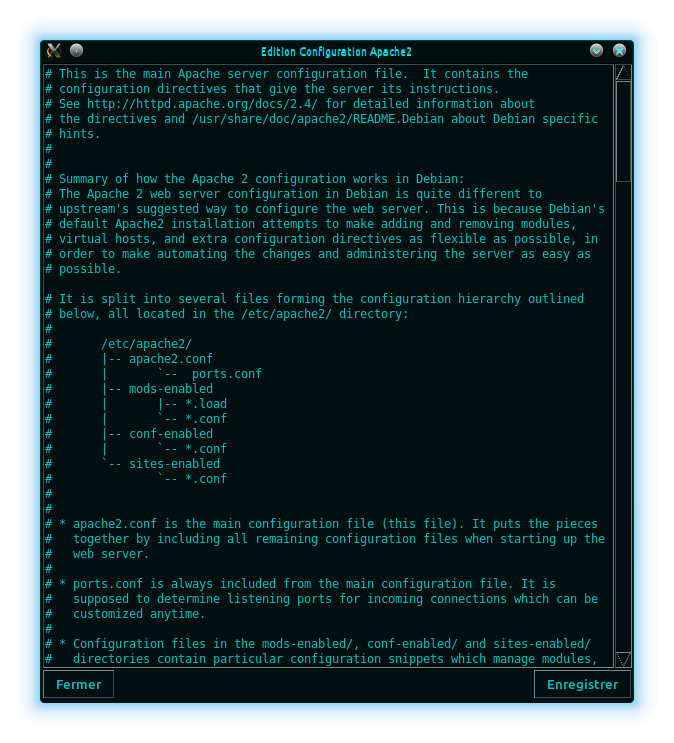 Edition Configuration Apache2
# This is the main Apache server configuration file.  It contains the
# configuration directives that give the server its instructions.
# See http://httpd.apache.org/docs/2.4/ for detailed information about
# the directives and /usr/share/doc/apache2/README.Debian about Debian specific
# hints.
#
#
# Summary of how the Apache 2 configuration works in Debian:
# The Apache 2 web server configuration in Debian is quite different to
# upstream's suggested way to configure the web server. This is because Debian's
# default Apache2 installation attempts to make adding and removing modules,
# virtual hosts, and extra configuration directives as flexible as possible, in
# order to make automating the changes and administering the server as easy as
# possible.

# It is split into several files forming the configuration hierarchy outlined
# below, all located in the /etc/apache2/ directory:
#
#       /etc/apache2/
#       |-- apache2.conf
#       |       `--  ports.conf
#       |-- mods-enabled
#       |       |-- *.load
#       |       `-- *.conf
#       |-- conf-enabled
#       |       `-- *.conf
#       `-- sites-enabled
#               `-- *.conf
#
#
# * apache2.conf is the main configuration file (this file). It puts the pieces
#   together by including all remaining configuration files when starting up the
#   web server.
#
# * ports.conf is always included from the main configuration file. It is
#   supposed to determine listening ports for incoming connections which can be
#   customized anytime.
#
# * Configuration files in the mods-enabled/, conf-enabled/ and sites-enabled/
#   directories contain particular configuration snippets which manage modules,
Fermer
Enregistrer